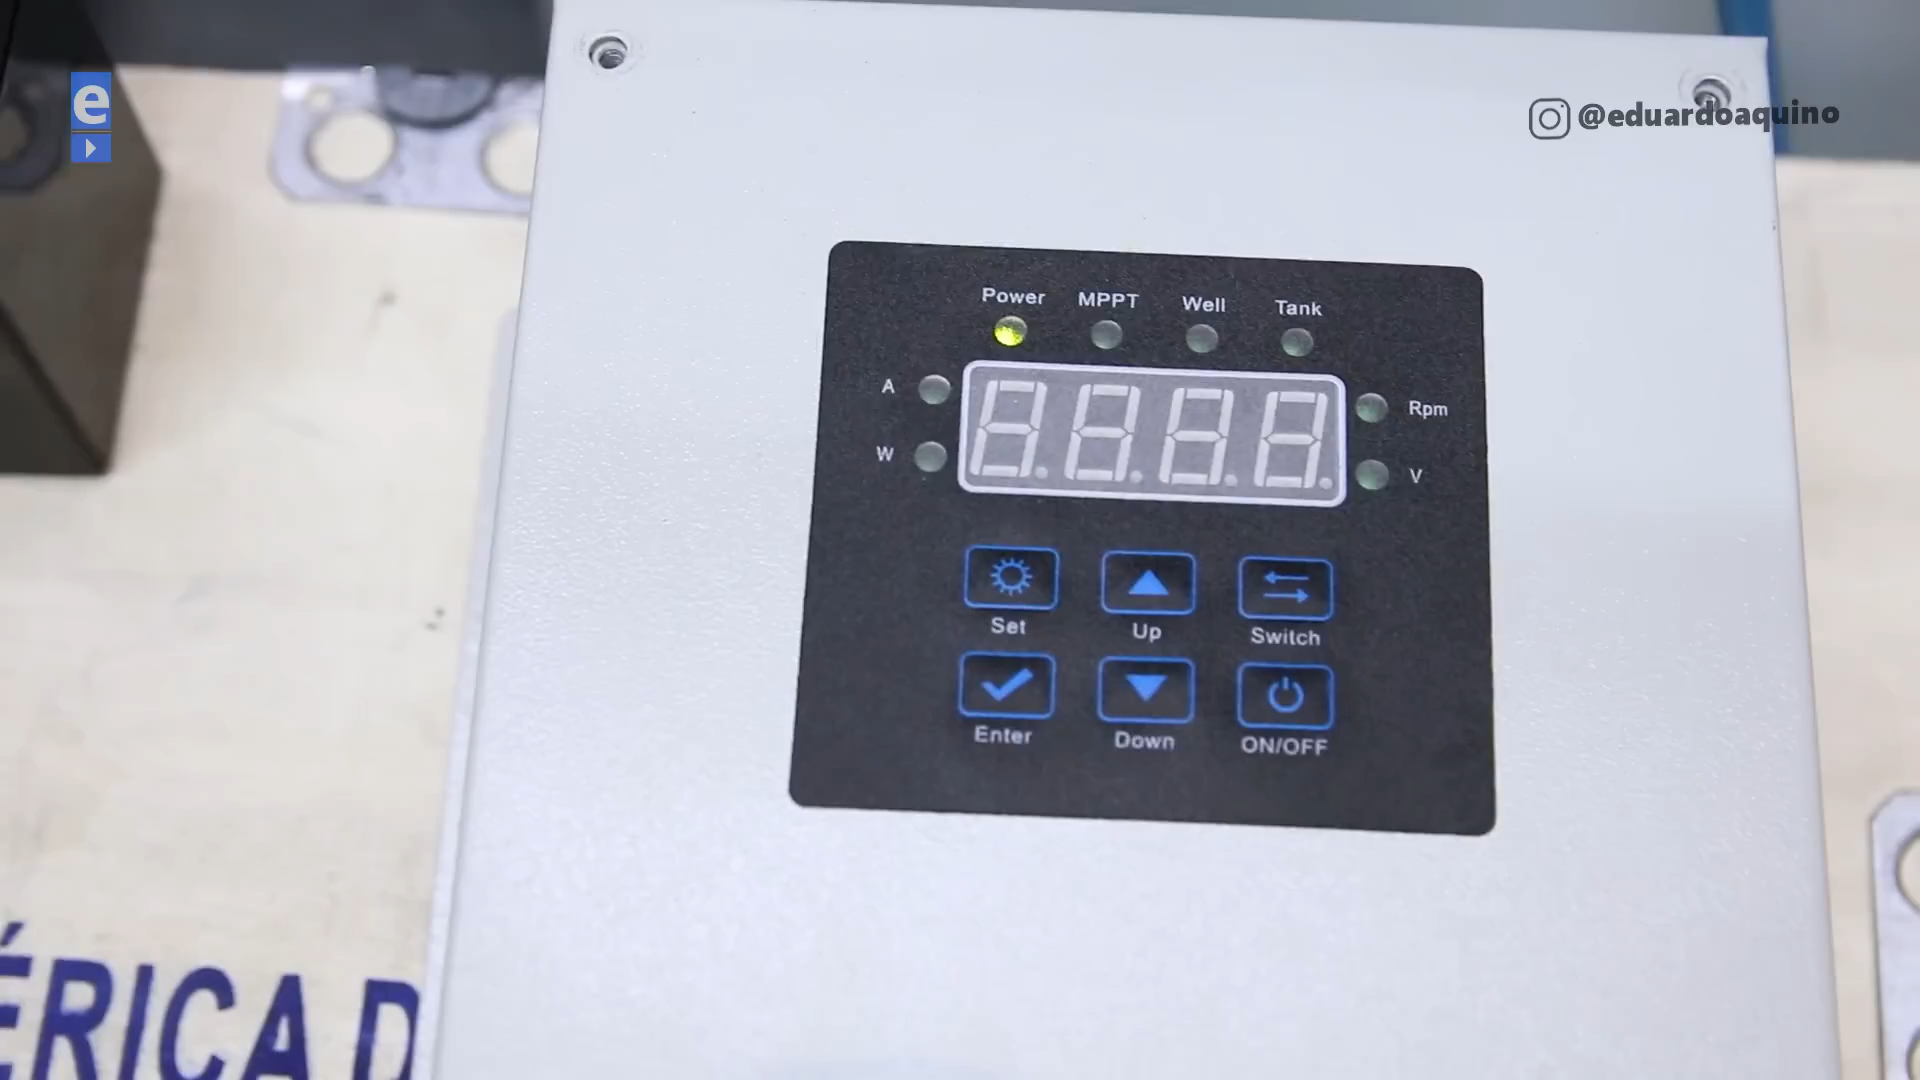 e
@eduardoaquino
Power MPPT Well Tank
A
Rpm
W
V
Set Up Switch
Enter Down ON/OFF
ÉRICA D